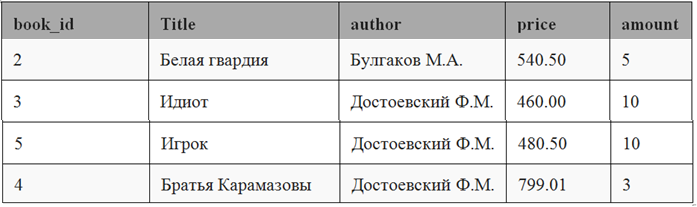 book_id Title author price amount
2 Белая гвардия Булгаков М.А. 540.50 5
3 Идиот Достоевский Ф.М. 460.00 10
5 Игрок Достоевский Ф.М. 480.50 10
4 Братья Карамазовы Достоевский Ф.М. 799.01 3